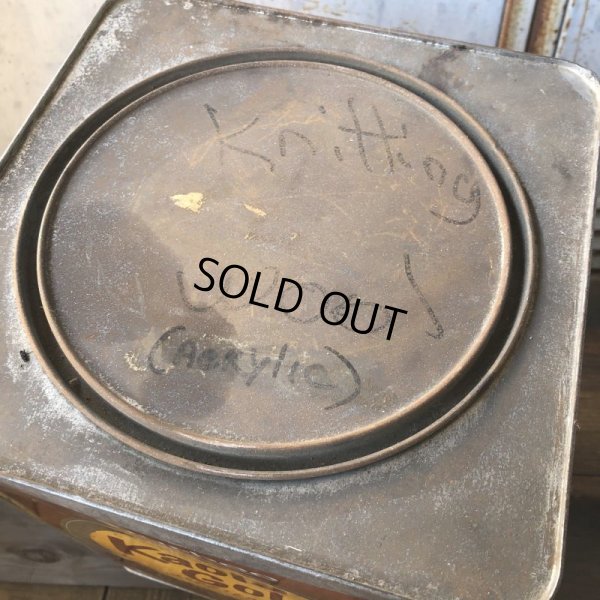 Knitting
Wool
(Acrylic)
SOLD OUT